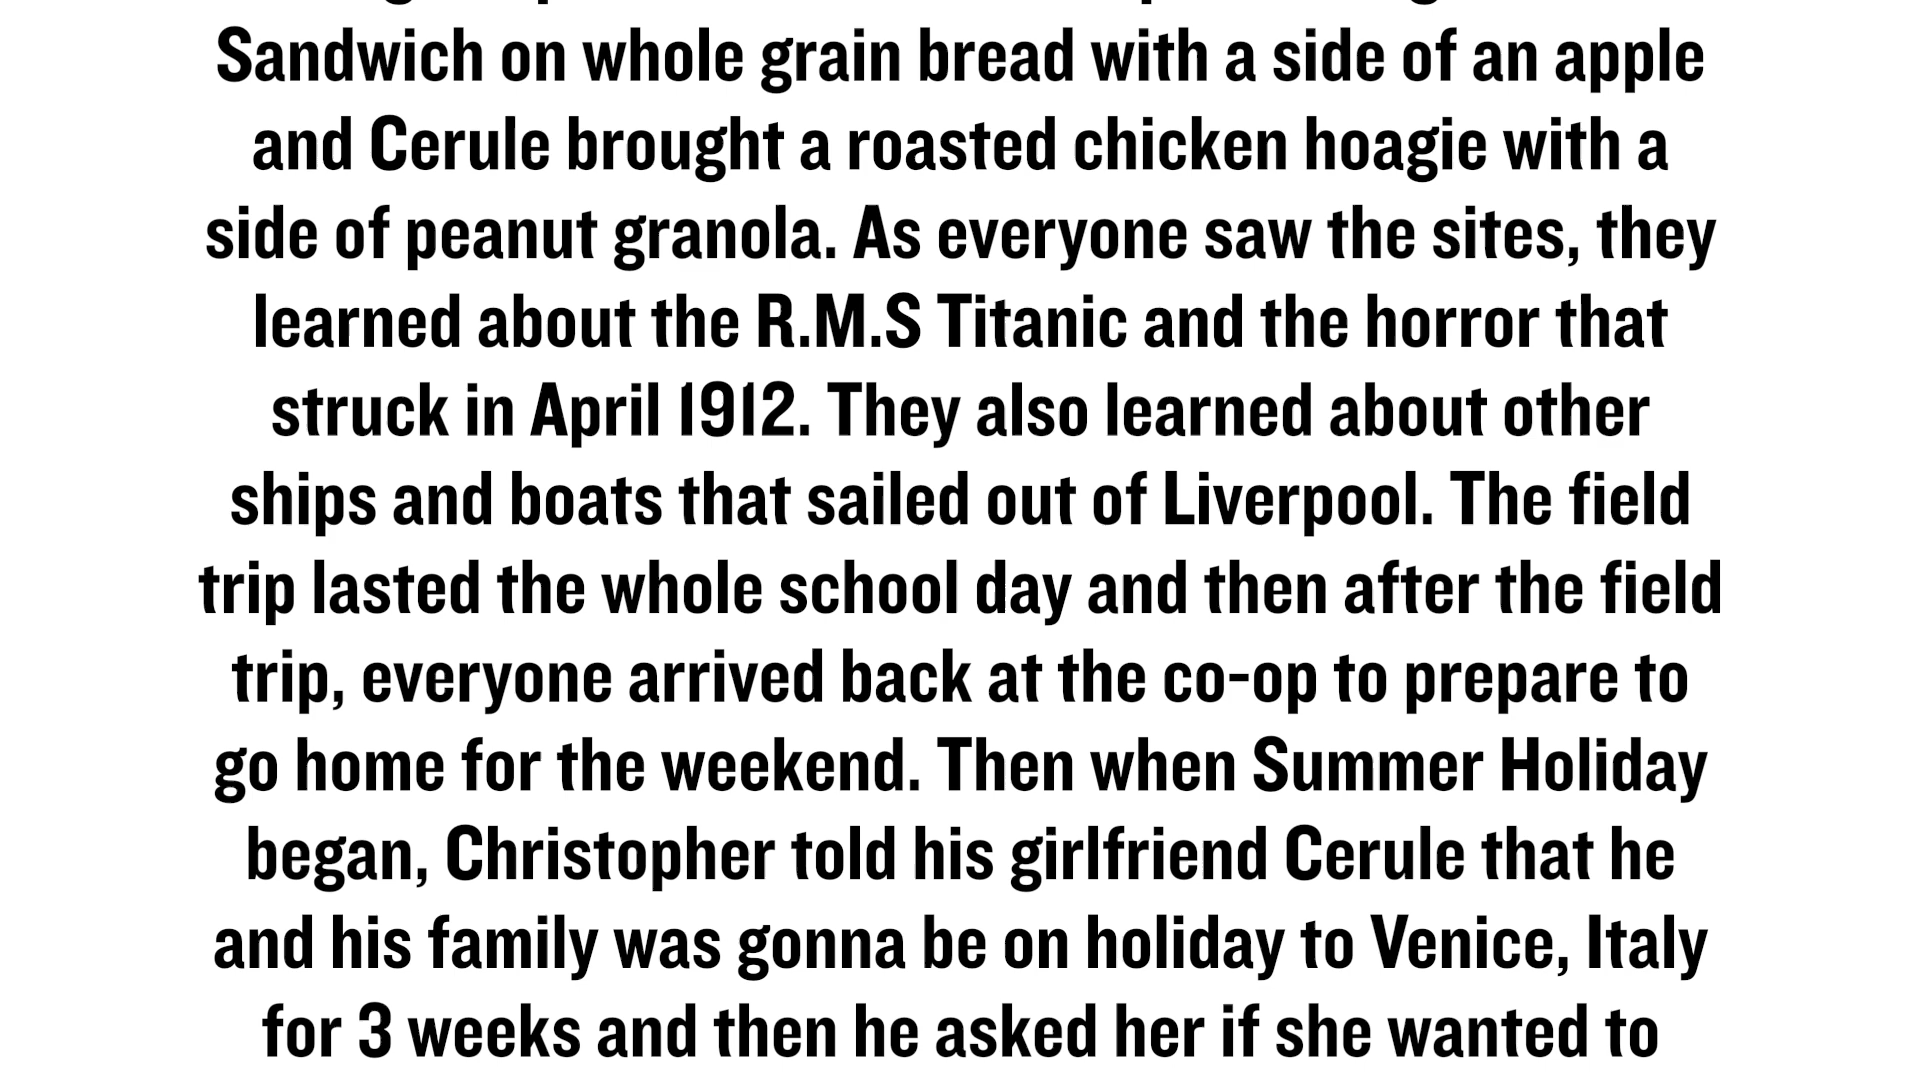 Sandwich on whole grain bread with a side of an apple
and Cerule brought a roasted chicken hoagie with a
side of peanut granola. As everyone saw the sites, they
learned about the R.M.S Titanic and the horror that
struck in April 1912. They also learned about other
ships and boats that sailed out of Liverpool. The field
trip lasted the whole school day and then after the field
trip, everyone arrived back at the co-op to prepare to
go home for the weekend. Then when Summer Holiday
began, Christopher told his girlfriend Cerule that he
and his family was gonna be on holiday to Venice, Italy
for 3 weeks and then he asked her if she wanted to